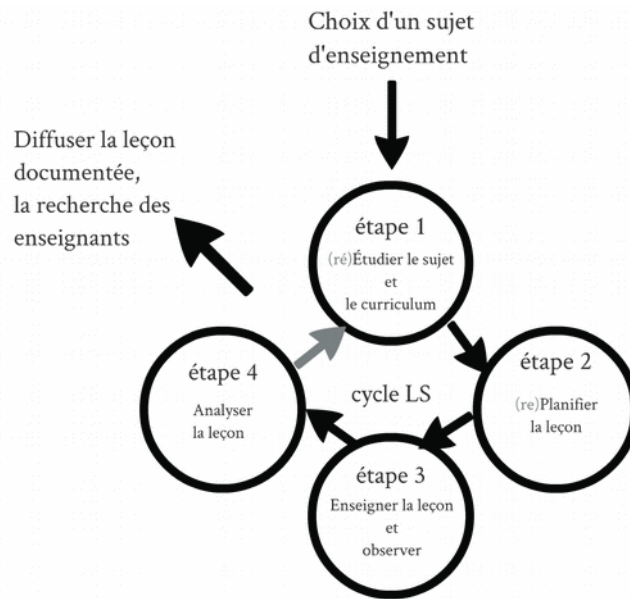 Choix d'un sujet
d'enseignement
Diffuser la leçon
documentée,
la recherche des
enseignants
étape 1
(ré)Étudier le sujet
et
le curriculum
étape 2
(re)Planifier
la leçon
étape 3
Enseigner la leçon
et
observer
étape 4
Analyser
la leçon
cycle LS